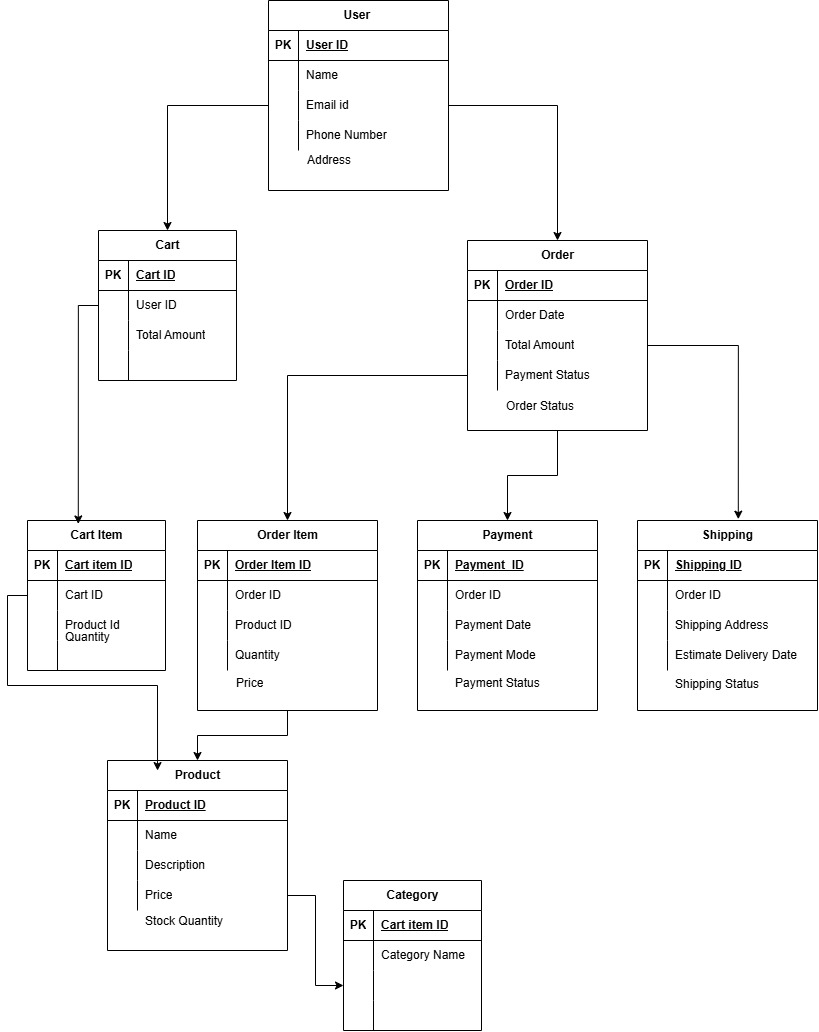 User
PK User ID
Name
Email id
Phone Number
Address
Cart
PK Cart ID
User ID
Total Amount
Order
PK Order ID
Order Date
Total Amount
Payment Status
Order Status
Cart Item
PK Cart item ID
Cart ID
Product Id
Quantity
Order Item
PK Order Item ID
Order ID
Product ID
Quantity
Price
Payment
PK Payment ID
Order ID
Payment Date
Payment Mode
Payment Status
Shipping
PK Shipping ID
Order ID
Shipping Address
Estimate Delivery Date
Shipping Status
Product
PK Product ID
Name
Description
Price
Stock Quantity
Category
PK Cart item ID
Category Name